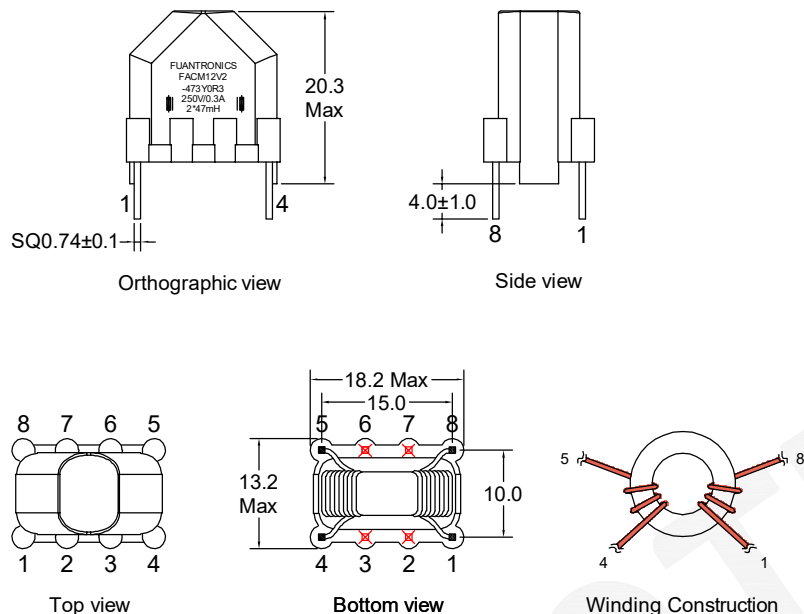 FUANTRONICS
FACM12V2
-473Y0R3
250V/0.3A
2*47mH
20.3
Max
1
4
SQ0.74±0.1
Orthographic view
4.0±1.0
8
1
Side view
8 7 6 5
1 2 3 4
Top view
18.2 Max
15.0
5 6 7 8
13.2
Max
10.0
4 3 2 1
Bottom view
5
8
4
1
Winding Construction